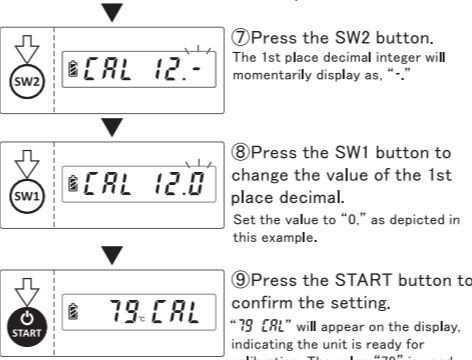 ⑦Press the SW2 button.
The 1st place decimal integer will
momentarily display as, “-.”
SW2
CAL 12.-
⑧Press the SW1 button to
change the value of the 1st
place decimal.
Set the value to “0,” as depicted in
this example.
SW1
CAL 12.0
⑨Press the START button to
confirm the setting.
“79 CAL” will appear on the display,
indicating the unit is ready for
START
79℃ CAL